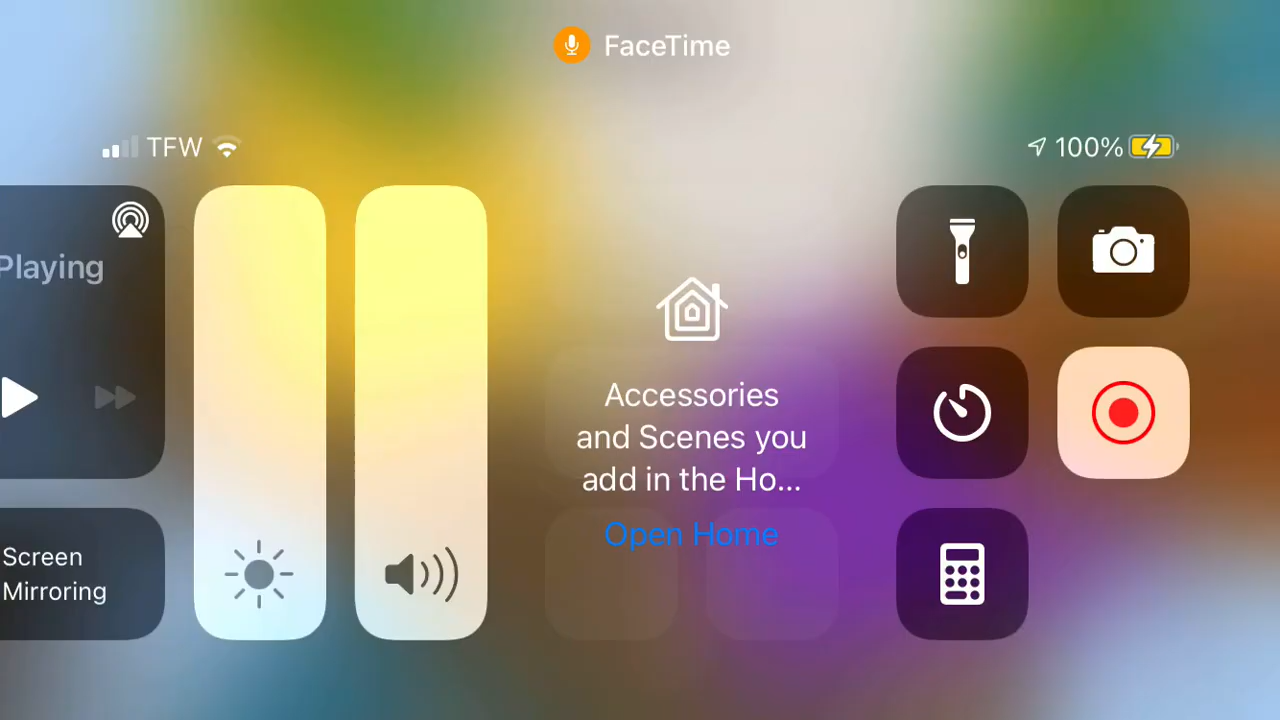 FaceTime
TFW
100%
Playing
Screen
Mirroring
Accessories
and Scenes you
add in the Ho...
Open Home